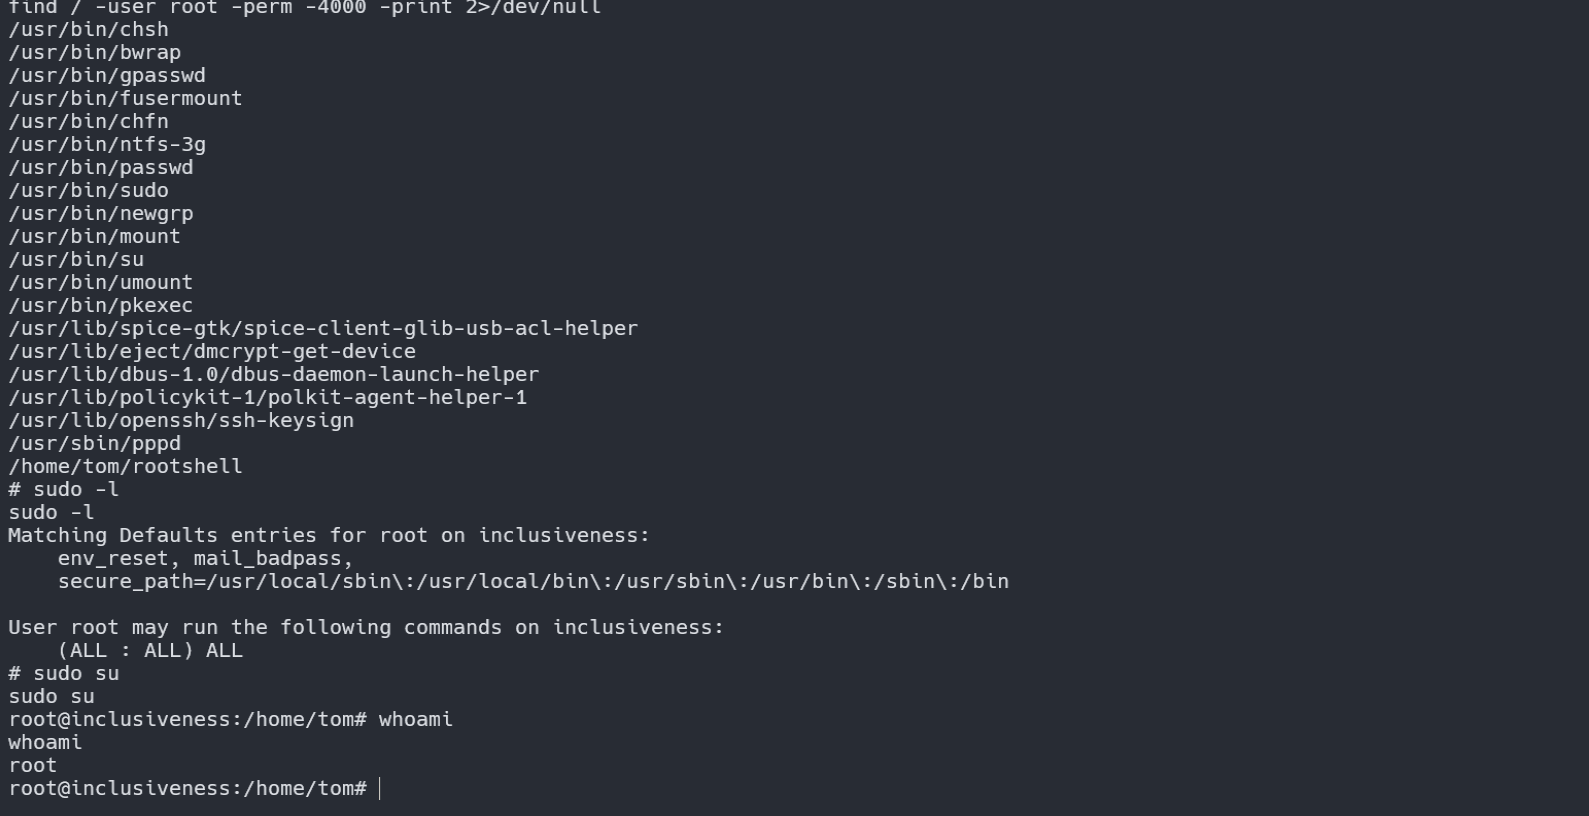 find / -user root -perm -4000 -print 2>/dev/null
/usr/bin/chsh
/usr/bin/bwrap
/usr/bin/gpasswd
/usr/bin/fusermount
/usr/bin/chfn
/usr/bin/ntfs-3g
/usr/bin/passwd
/usr/bin/sudo
/usr/bin/newgrp
/usr/bin/mount
/usr/bin/su
/usr/bin/umount
/usr/bin/pkexec
/usr/lib/spice-gtk/spice-client-glib-usb-acl-helper
/usr/lib/eject/dmcrypt-get-device
/usr/lib/dbus-1.0/dbus-daemon-launch-helper
/usr/lib/policykit-1/polkit-agent-helper-1
/usr/lib/openssh/ssh-keysign
/usr/sbin/pppd
/home/tom/rootshell
# sudo -l
sudo -l
Matching Defaults entries for root on inclusiveness:
    env_reset, mail_badpass,
    secure_path=/usr/local/sbin\:/usr/local/bin\:/usr/sbin\:/usr/bin\:/sbin\:/bin

User root may run the following commands on inclusiveness:
    (ALL : ALL) ALL
# sudo su
sudo su
root@inclusiveness:/home/tom# whoami
whoami
root
root@inclusiveness:/home/tom#